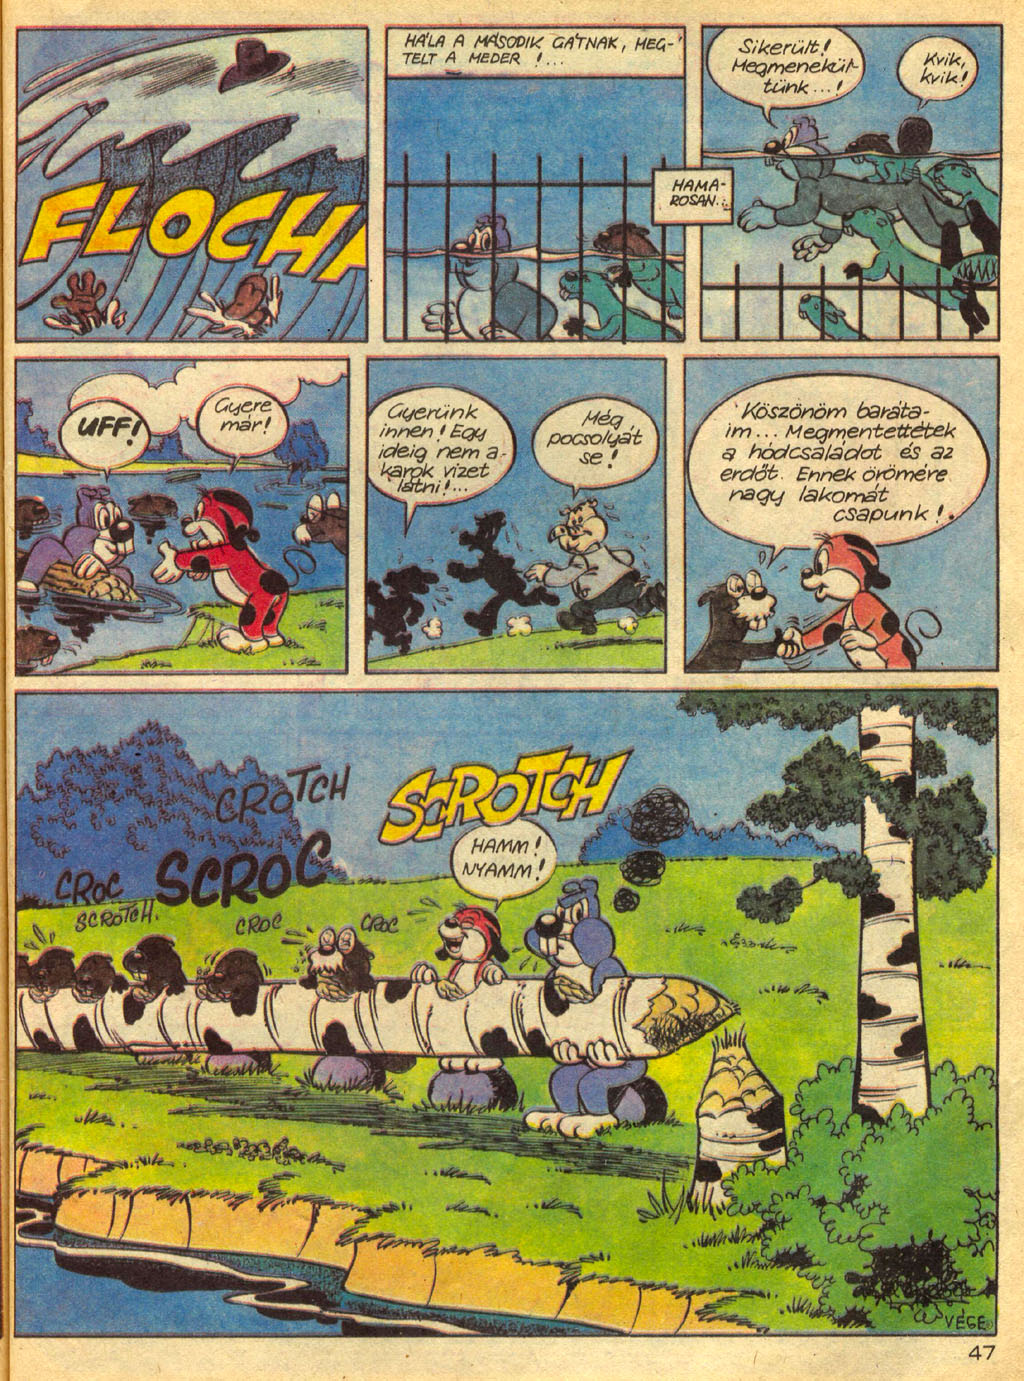 FLOCH
HÁLA A MÁSODIK GÁTNAK, MEG-
TELT A MEDER !...
HAMA-
ROSAN...
Sikerült!
Megmenekül-
tünk...!
Kvik,
kvik!
UFF!
Gyere
már!
Gyerünk
innen! Egy
ideig nem a-
karok vizet
látni!...
Még
pocsolyát
se!
Köszönöm baráta-
im... Megmentettétek
a hódcsaládot és az
erdőt. Ennek örömére
nagy lakomát
csapunk!
CROTCH
SCROTCH
SCROC
CROC
SCROTCH.
CROC
CROC
HAMM!
NYAMM!
VÉGE
47